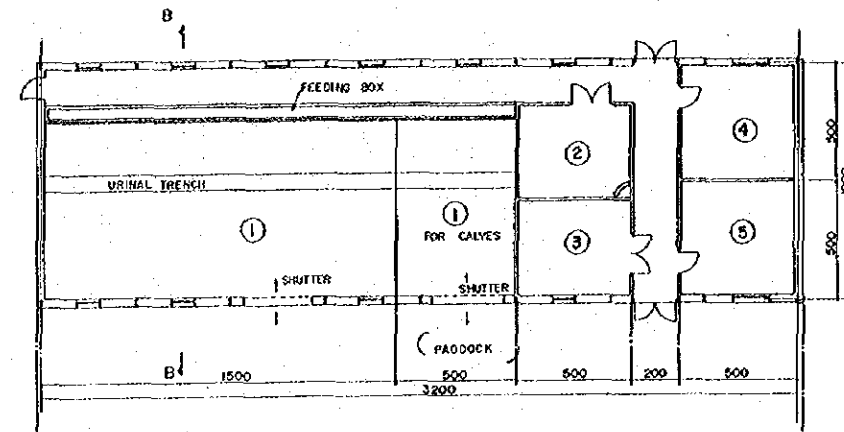 B
FEEDING BOX
2
4
500
URINAL TRENCH
1
1
FOR CALVES
3
5
500
SHUTTER
SHUTTER
(PADDOCK)
B
1500
500
500
200
500
3200